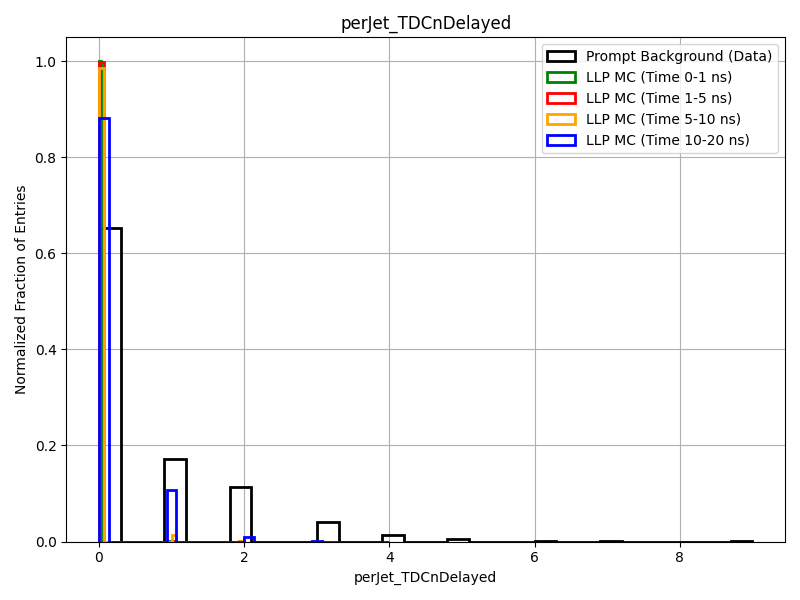 perJet_TDCnDelayed
Prompt Background (Data)
LLP MC (Time 0-1 ns)
LLP MC (Time 1-5 ns)
LLP MC (Time 5-10 ns)
LLP MC (Time 10-20 ns)
Normalized Fraction of Entries
1.0
0.8
0.6
0.4
0.2
0.0
0 2 4 6 8
perJet_TDCnDelayed